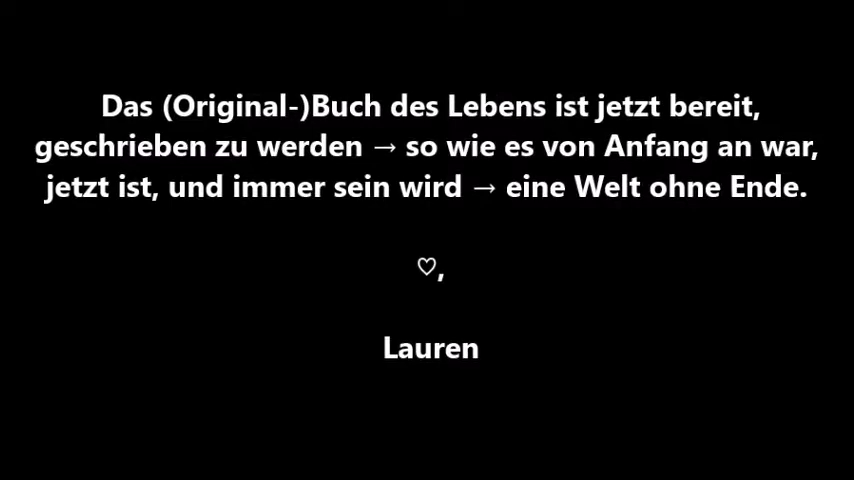 Das (Original-)Buch des Lebens ist jetzt bereit,
geschrieben zu werden → so wie es von Anfang an war,
jetzt ist, und immer sein wird → eine Welt ohne Ende.
♡,
Lauren